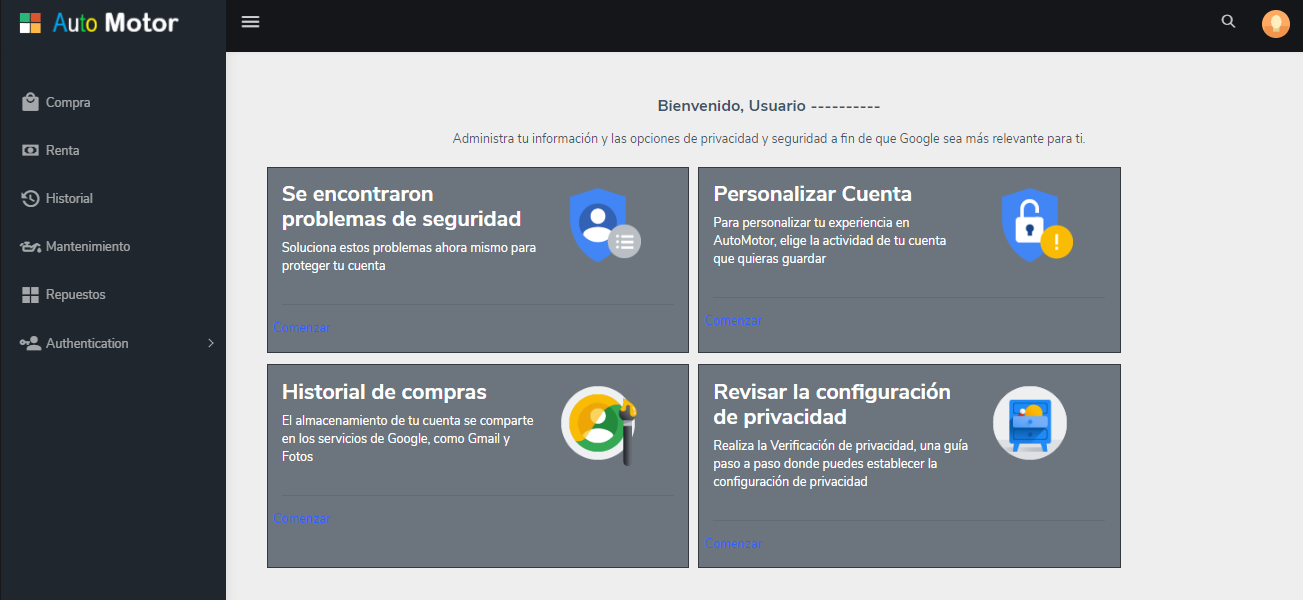 Auto Motor
Compra
Renta
Historial
Mantenimiento
Repuestos
Authentication
Bienvenido, Usuario ----------
Administra tu información y las opciones de privacidad y seguridad a fin de que Google sea más relevante para ti.
Se encontraron
problemas de seguridad
Soluciona estos problemas ahora mismo para
proteger tu cuenta
Comenzar
Personalizar Cuenta
Para personalizar tu experiencia en
AutoMotor, elige la actividad de tu cuenta
que quieras guardar
Comenzar
Historial de compras
El almacenamiento de tu cuenta se comparte
en los servicios de Google, como Gmail y
Fotos
Comenzar
Revisar la configuración
de privacidad
Realiza la Verificación de privacidad, una guía
paso a paso donde puedes establecer la
configuración de privacidad
Comenzar